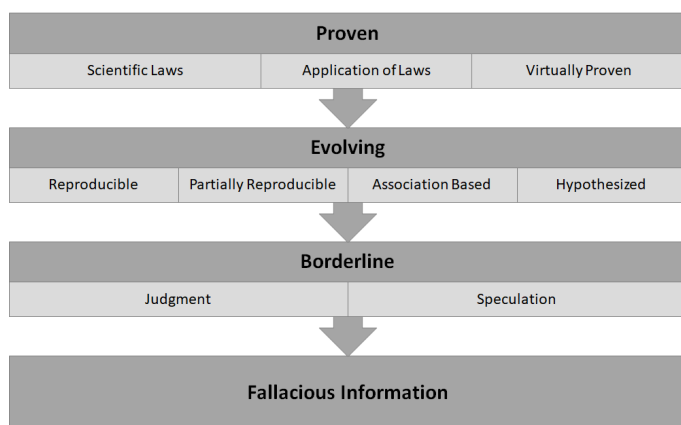 Proven
Scientific Laws
Application of Laws
Virtually Proven
Evolving
Reproducible
Partially Reproducible
Association Based
Hypothesized
Borderline
Judgment
Speculation
Fallacious Information